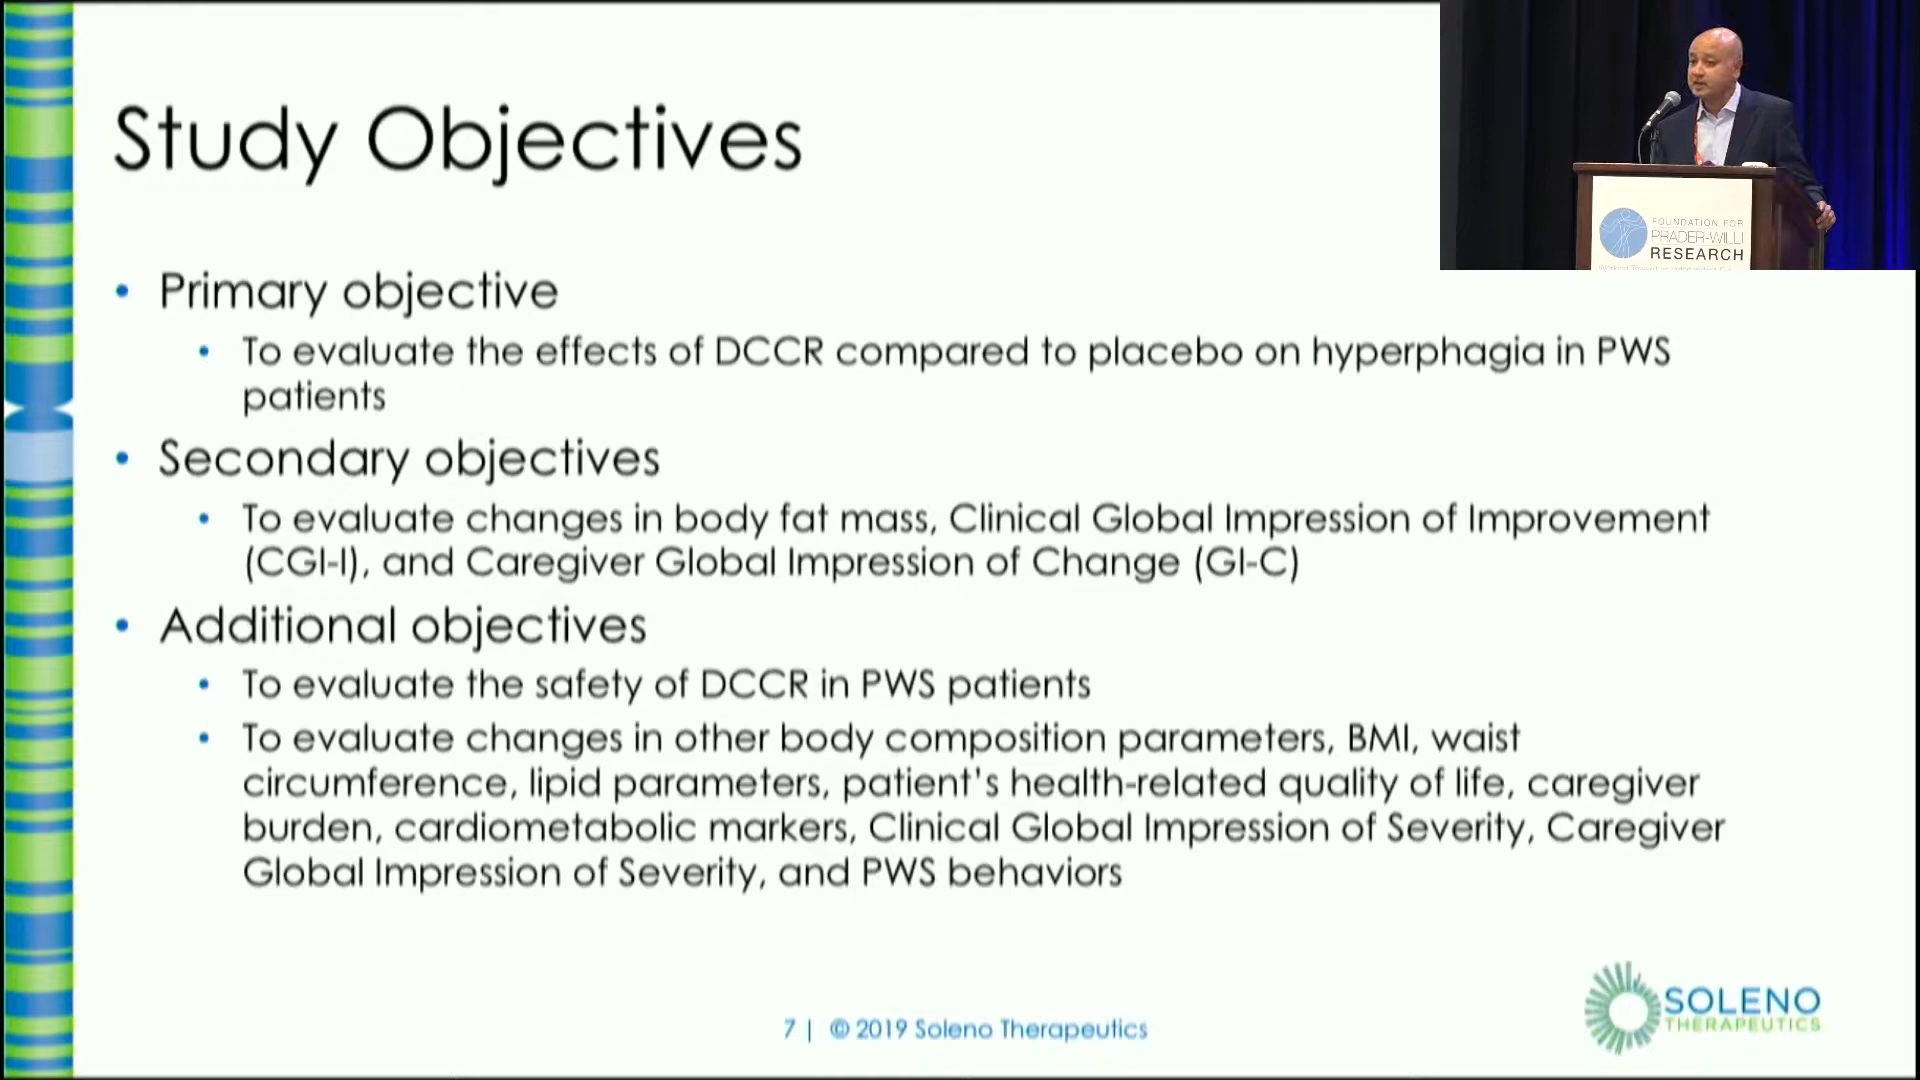 Study Objectives
• Primary objective
• To evaluate the effects of DCCR compared to placebo on hyperphagia in PWS
patients
• Secondary objectives
• To evaluate changes in body fat mass, Clinical Global Impression of Improvement
(CGI-I), and Caregiver Global Impression of Change (GI-C)
• Additional objectives
• To evaluate the safety of DCCR in PWS patients
• To evaluate changes in other body composition parameters, BMI, waist
circumference, lipid parameters, patient's health-related quality of life, caregiver
burden, cardiometabolic markers, Clinical Global Impression of Severity, Caregiver
Global Impression of Severity, and PWS behaviors
7 | © 2019 Soleno Therapeutics
SOLENO
THERAPEUTICS
FOUNDATION FOR
PRADER-WILLI
RESEARCH